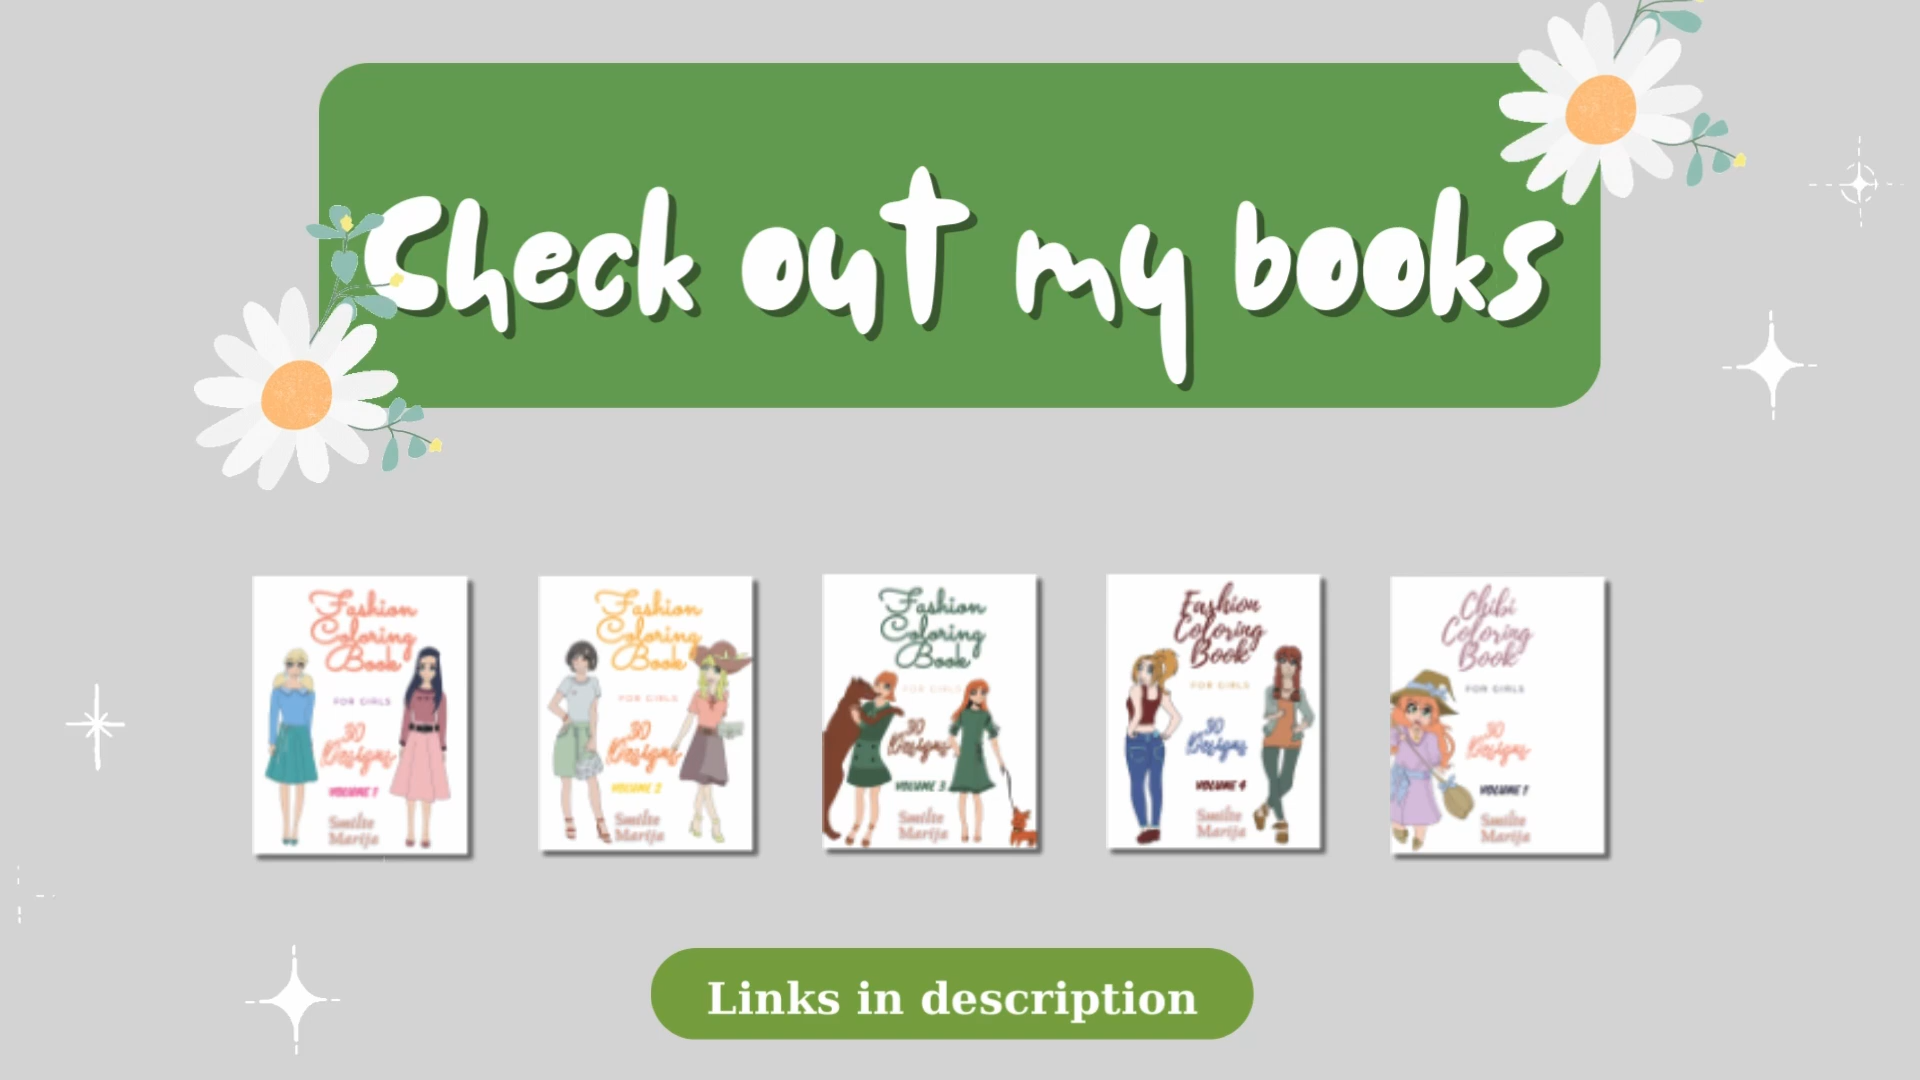 Check out my books
Fashion
Coloring
Book
FOR GIRLS
30
Designs
VOLUME 1
Smilte
Marija
Fashion
Coloring
Book
FOR GIRLS
30
Designs
VOLUME 2
Smilte
Marija
Fashion
Coloring
Book
FOR GIRLS
30
Designs
VOLUME 3
Smilte
Marija
Fashion
Coloring
Book
FOR GIRLS
30
Designs
VOLUME 4
Smilte
Marija
Chibi
Coloring
Book
FOR GIRLS
30
Designs
VOLUME 1
Smilte
Marija
Links in description